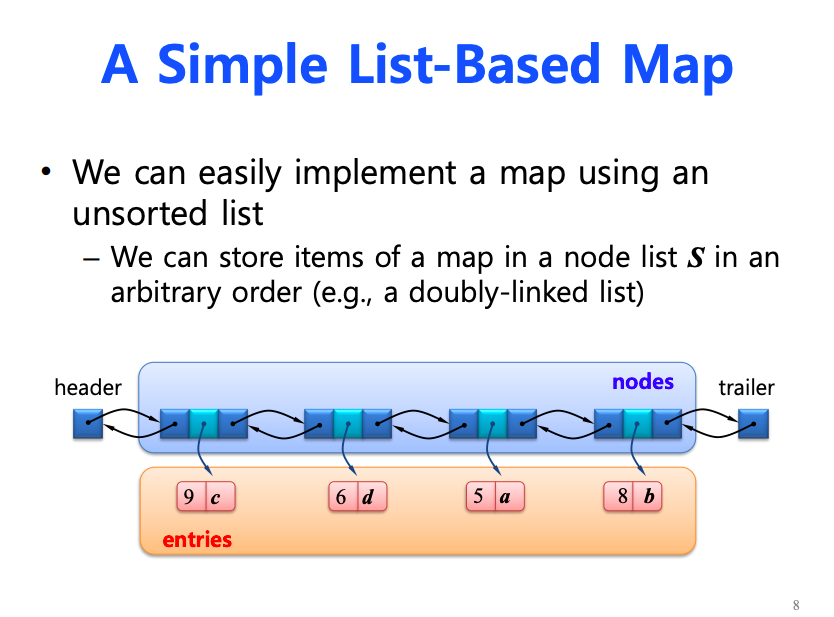 A Simple List-Based Map
• We can easily implement a map using an
unsorted list
– We can store items of a map in a node list S in an
arbitrary order (e.g., a doubly-linked list)
header
nodes
trailer
9 c
6 d
5 a
8 b
entries
8